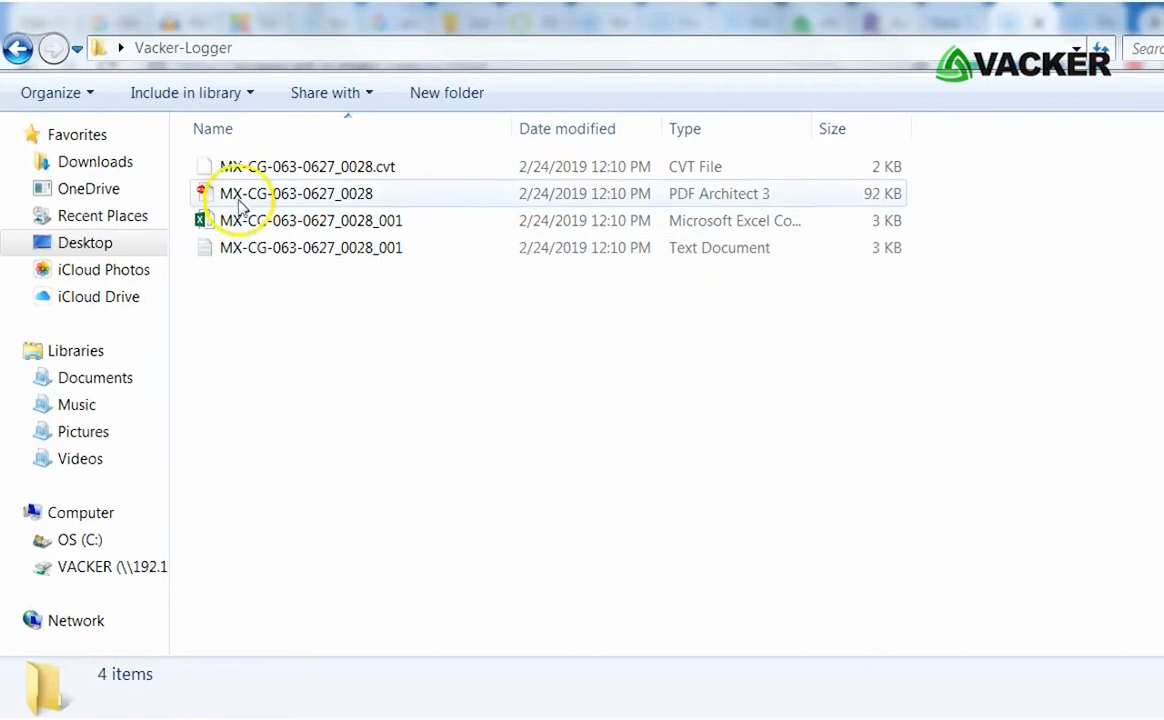 Vacker-Logger
Searc
VACKER
Organize
Include in library
Share with
New folder
Name
Date modified
Type
Size
Favorites
Downloads
OneDrive
Recent Places
Desktop
iCloud Photos
iCloud Drive
Libraries
Documents
Music
Pictures
Videos
Computer
OS (C:)
VACKER (\\192.1
Network
MX-CG-063-0627_0028.cvt 2/24/2019 12:10 PM CVT File 2 KB
MX-CG-063-0627_0028 2/24/2019 12:10 PM PDF Architect 3 92 KB
MX-CG-063-0627_0028_001 2/24/2019 12:10 PM Microsoft Excel Co... 3 KB
MX-CG-063-0627_0028_001 2/24/2019 12:10 PM Text Document 3 KB
4 items